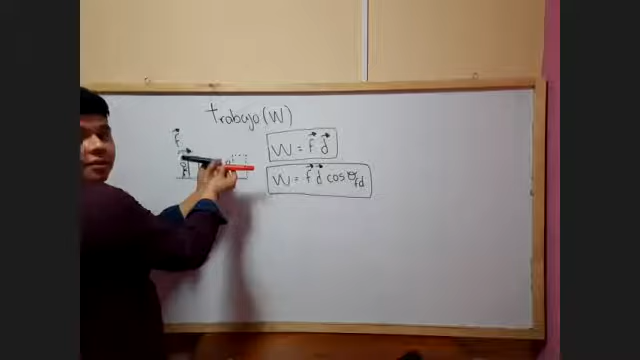 Trabajo (W)
f
W = f d
W = f d cos θfd